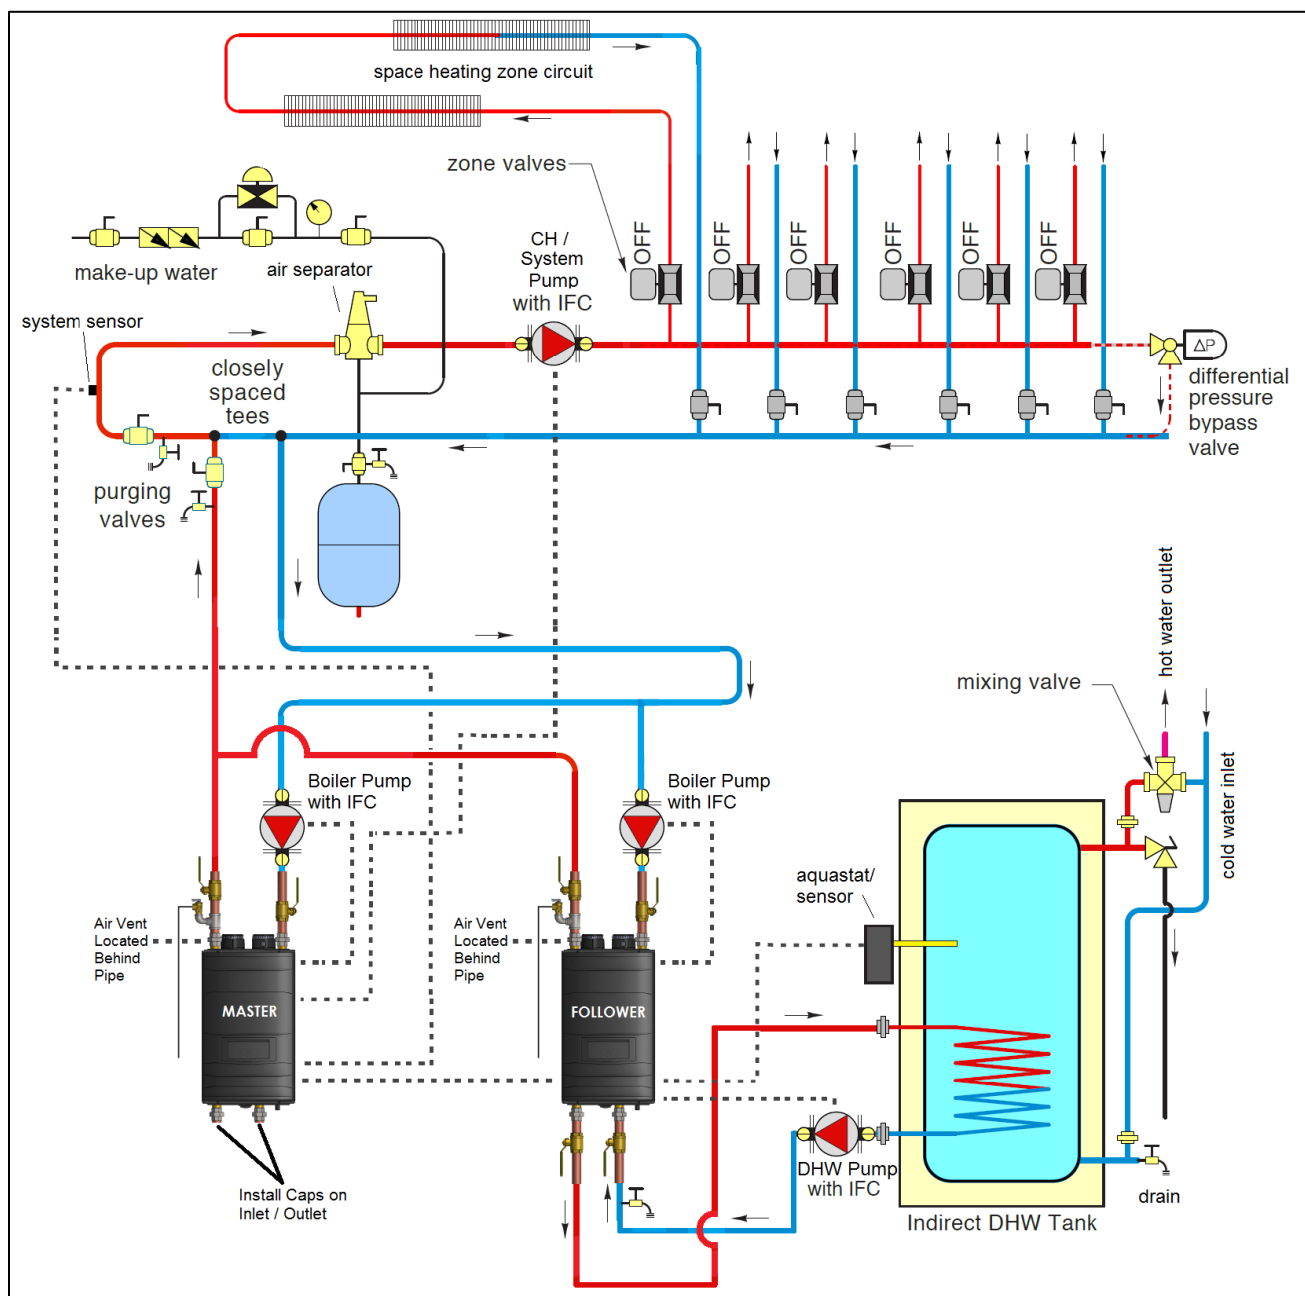 space heating zone circuit
zone valves
OFF
OFF
OFF
OFF
OFF
OFF
make-up water
air separator
CH /
System
Pump
with IFC
system sensor
closely
spaced
tees
ΔP
differential
pressure
bypass
valve
purging
valves
hot water outlet
cold water inlet
mixing valve
Boiler Pump
with IFC
Boiler Pump
with IFC
aquastat/
sensor
Air Vent
Located
Behind
Pipe
Air Vent
Located
Behind
Pipe
MASTER
FOLLOWER
Install Caps on
Inlet / Outlet
DHW Pump
with IFC
drain
Indirect DHW Tank